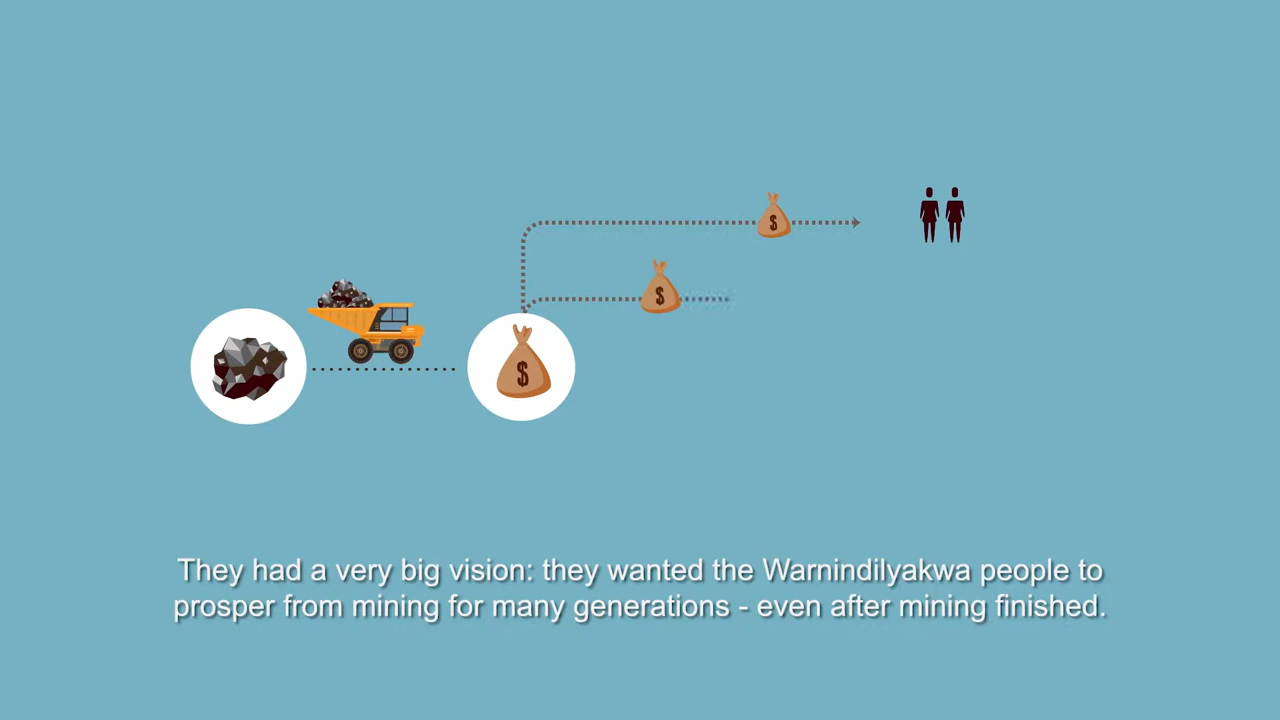 $
$
$
They had a very big vision: they wanted the Warnindilyakwa people to
prosper from mining for many generations - even after mining finished.